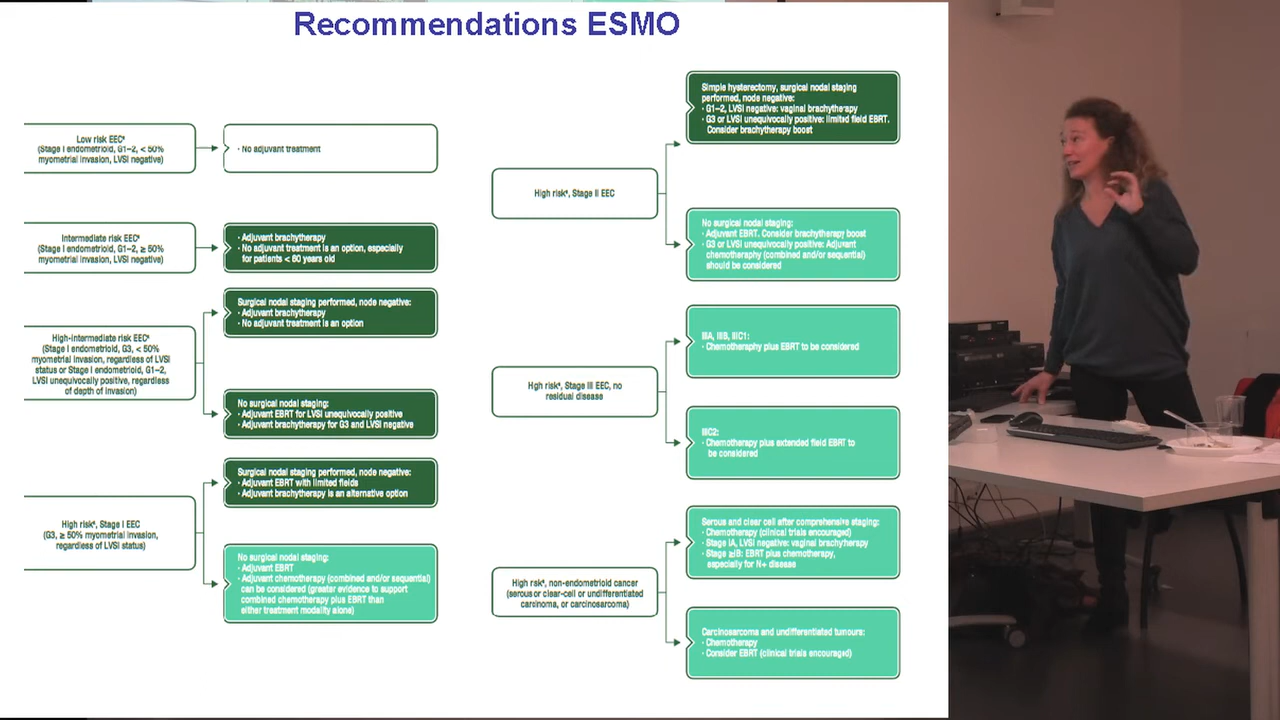 Recommendations ESMO
Low risk EEC
(Stage I endometrioid, G1–2, < 50%
myometrial invasion, LVSI negative)
· No adjuvant treatment
Intermediate risk EEC
(Stage I endometrioid, G1–2, ≥ 50%
myometrial invasion, LVSI negative)
· Adjuvant brachytherapy
· No adjuvant treatment is an option, especially
for patients < 60 years old
High-intermediate risk EEC
(Stage I endometrioid, G3, < 50%
myometrial invasion, regardless of LVSI
status or Stage I endometrioid, G1–2,
LVSI unequivocally positive, regardless
of depth of invasion)
Surgical nodal staging performed, node negative:
· Adjuvant brachytherapy
· No adjuvant treatment is an option
No surgical nodal staging:
· Adjuvant EBRT for LVSI unequivocally positive
· Adjuvant brachytherapy for G3 and LVSI negative
High risk, Stage I EEC
(G3, ≥ 50% myometrial invasion,
regardless of LVSI status)
Surgical nodal staging performed, node negative:
· Adjuvant EBRT with limited fields
· Adjuvant brachytherapy is an alternative option
No surgical nodal staging:
· Adjuvant EBRT
· Adjuvant chemotherapy (combined and/or sequential)
can be considered (greater evidence to support
combined chemotherapy plus EBRT than
either treatment modality alone)
High risk, Stage II EEC
Simple hysterectomy, surgical nodal staging
performed, node negative:
· G1–2, LVSI negative: vaginal brachytherapy
· G3 or LVSI unequivocally positive: limited field EBRT.
Consider brachytherapy boost
No surgical nodal staging:
· Adjuvant EBRT. Consider brachytherapy boost
· G3 or LVSI unequivocally positive: Adjuvant
chemotheraphy (combined and/or sequential)
should be considered
High risk, Stage III EEC, no
residual disease
IIIA, IIIB, IIIC1:
· Chemotheraphy plus EBRT to be considered
IIIC2:
· Chemotherapy plus extended field EBRT to
be considered
High risk, non-endometrioid cancer
(serous or clear-cell or undifferentiated
carcinoma, or carcinosarcoma)
Serous and clear cell after comprehensive staging:
· Chemotherapy (clinical trials encouraged)
· Stage IA, LVSI negative: vaginal brachytherapy
· Stage ≥IB: EBRT plus chemotherapy,
especially for N+ disease
Carcinosarcoma and undifferentiated tumours:
· Chemotherapy
· Consider EBRT (clinical trials encouraged)